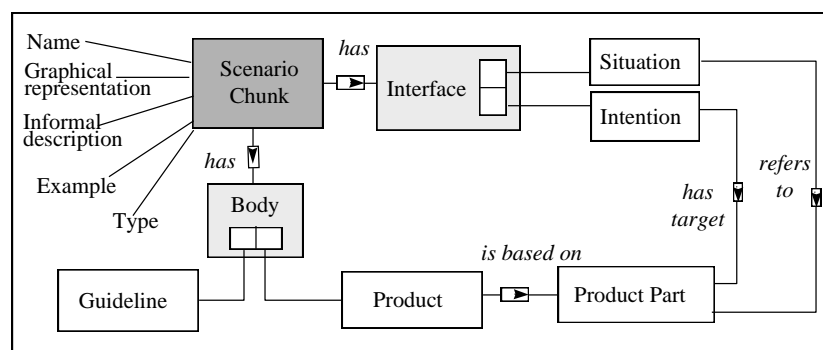 Name
Graphical
representation
Informal
description
Example
Type
Scenario
Chunk
has
Interface
Situation
Intention
has
Body
refers
to
has
target
is based on
Guideline
Product
Product Part